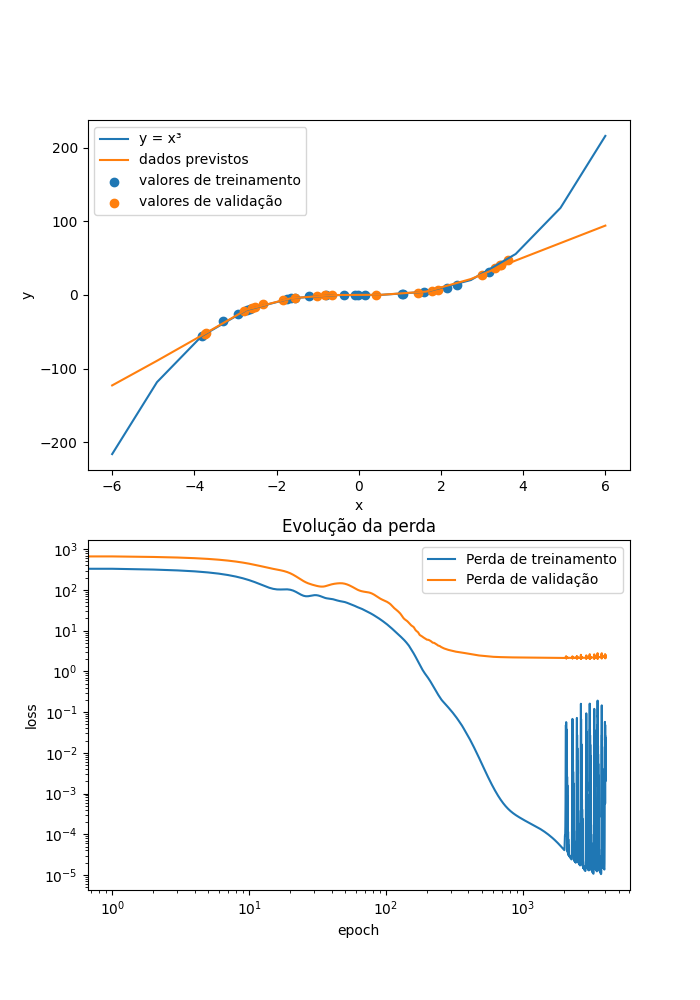 y = x³
dados previstos
valores de treinamento
valores de validação
200
100
0
−100
−200
y
−6
−4
−2
0
2
4
6
x
Evolução da perda
Perda de treinamento
Perda de validação
10³
10²
10¹
10⁰
10⁻¹
10⁻²
10⁻³
10⁻⁴
10⁻⁵
loss
10⁰
10¹
10²
10³
epoch